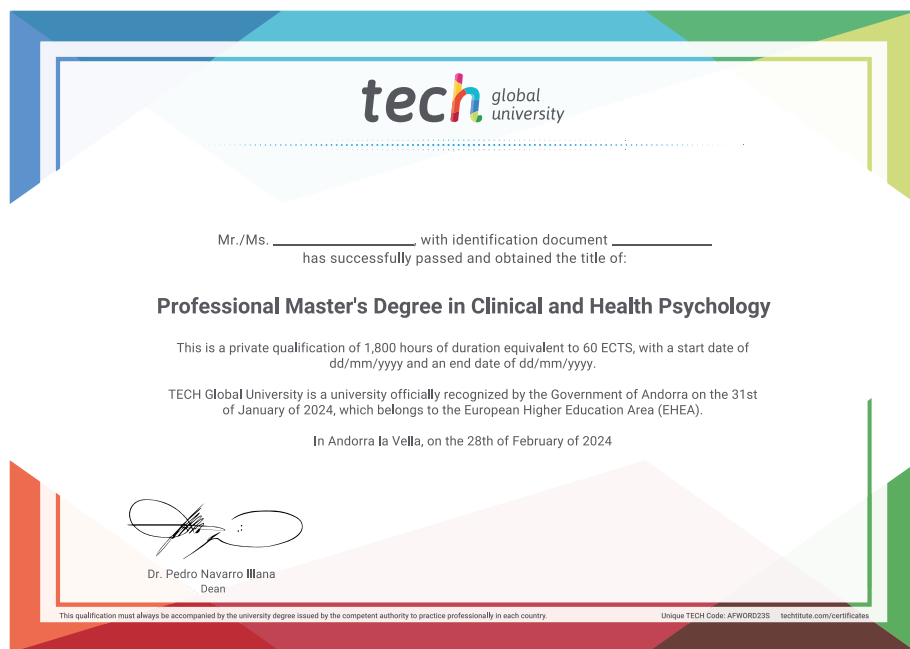 tech global university
Mr./Ms. ____________, with identification document ____________
has successfully passed and obtained the title of:
Professional Master's Degree in Clinical and Health Psychology
This is a private qualification of 1,800 hours of duration equivalent to 60 ECTS, with a start date of
dd/mm/yyyy and an end date of dd/mm/yyyy.
TECH Global University is a university officially recognized by the Government of Andorra on the 31st
of January of 2024, which belongs to the European Higher Education Area (EHEA).
In Andorra la Vella, on the 28th of February of 2024
Dr. Pedro Navarro Illana
Dean
This qualification must always be accompanied by the university degree issued by the competent authority to practice professionally in each country.
Unique TECH Code: AFWORD23S techtitute.com/certificates